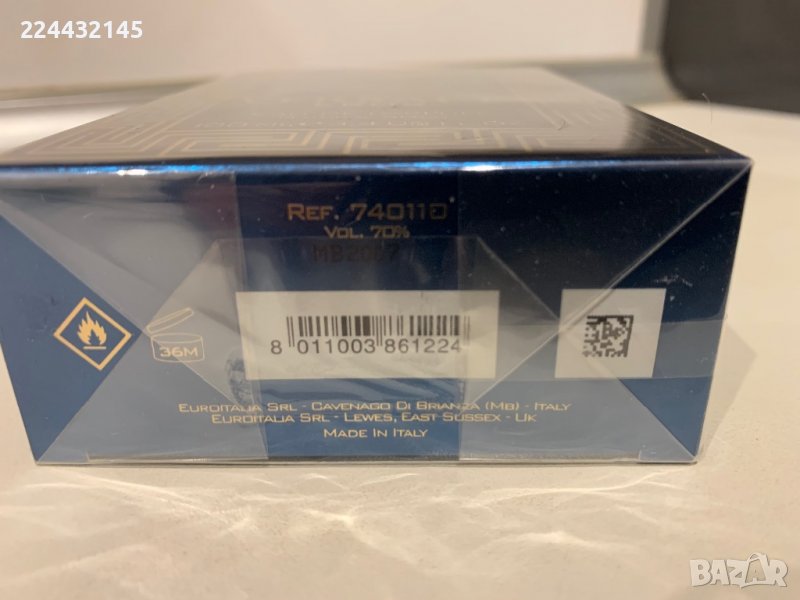 224432145
REF. 740110
VOL. 70%
36M
8 011003 861224
EUROITALIA SRL - CAVENAGO DI BRIANZA (MB) - ITALY
EUROITALIA SRL - LEWES, EAST SUSSEX - UK
MADE IN ITALY
BAZAR